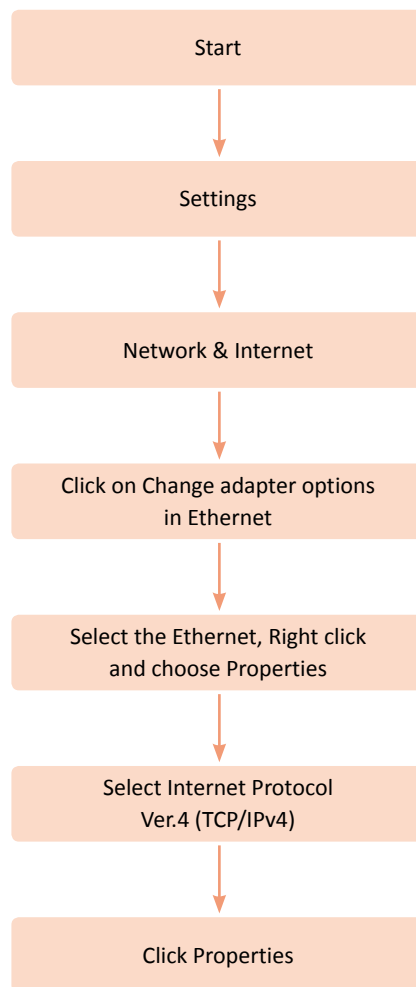 Start
Settings
Network & Internet
Click on Change adapter options
in Ethernet
Select the Ethernet, Right click
and choose Properties
Select Internet Protocol
Ver.4 (TCP/IPv4)
Click Properties